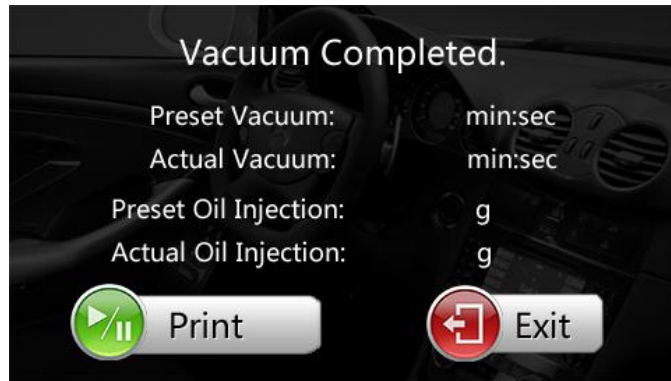 Vacuum Completed.
Preset Vacuum: min:sec
Actual Vacuum: min:sec
Preset Oil Injection: g
Actual Oil Injection: g
Print Exit